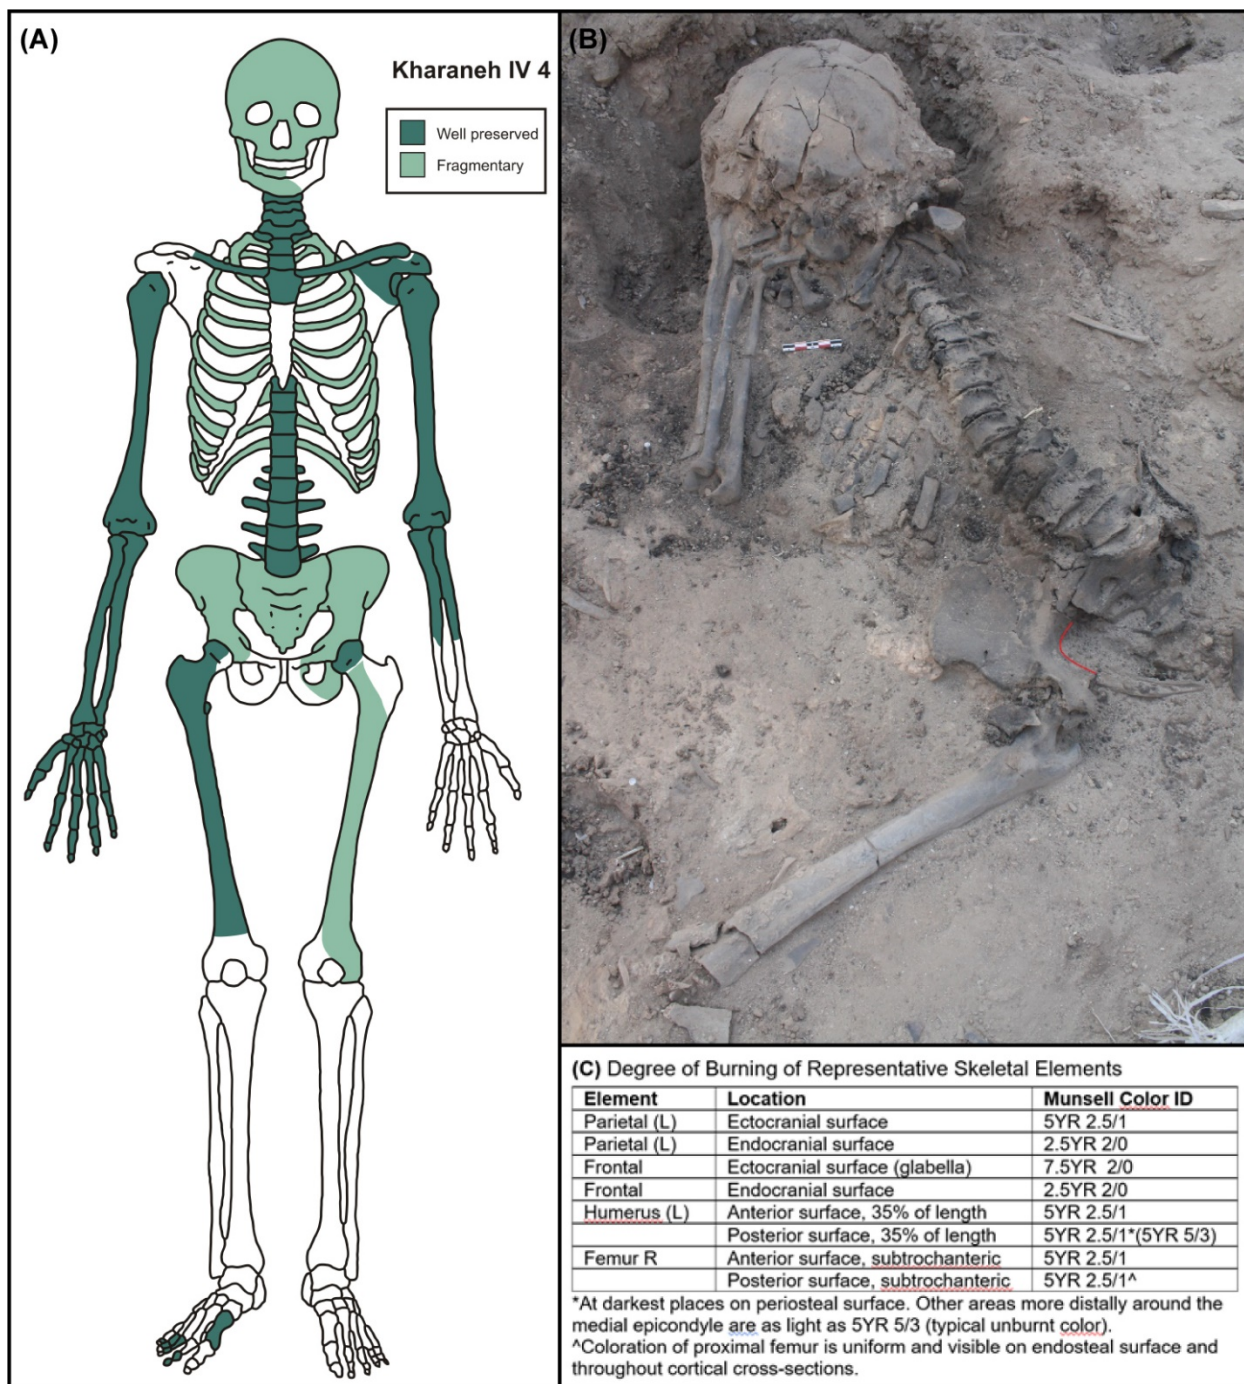 (A)
Kharaneh IV 4
Well preserved
Fragmentary
(B)
(C) Degree of Burning of Representative Skeletal Elements
Element Location Munsell Color ID
Parietal (L) Ectocranial surface 5YR 2.5/1
Parietal (L) Endocranial surface 2.5YR 2/0
Frontal Ectocranial surface (glabella) 7.5YR 2/0
Frontal Endocranial surface 2.5YR 2/0
Humerus (L) Anterior surface, 35% of length 5YR 2.5/1
Posterior surface, 35% of length 5YR 2.5/1*(5YR 5/3)
Femur R Anterior surface, subtrochanteric 5YR 2.5/1
Posterior surface, subtrochanteric 5YR 2.5/1^
*At darkest places on periosteal surface. Other areas more distally around the
medial epicondyle are as light as 5YR 5/3 (typical unburnt color).
^Coloration of proximal femur is uniform and visible on endosteal surface and
throughout cortical cross-sections.